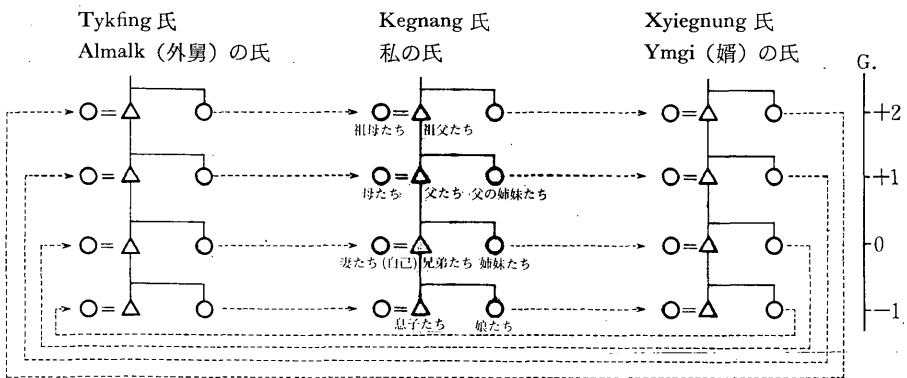 Tykfing 氏
Almalk（外舅）の氏
Kegnang 氏
私の氏
Xyiegnung 氏
Ymgi（婿）の氏
G.
祖母たち 祖父たち
+2
母たち 父たち 父の姉妹たち
+1
妻たち (自己) 兄弟たち 姉妹たち
0
息子たち 娘たち
-1